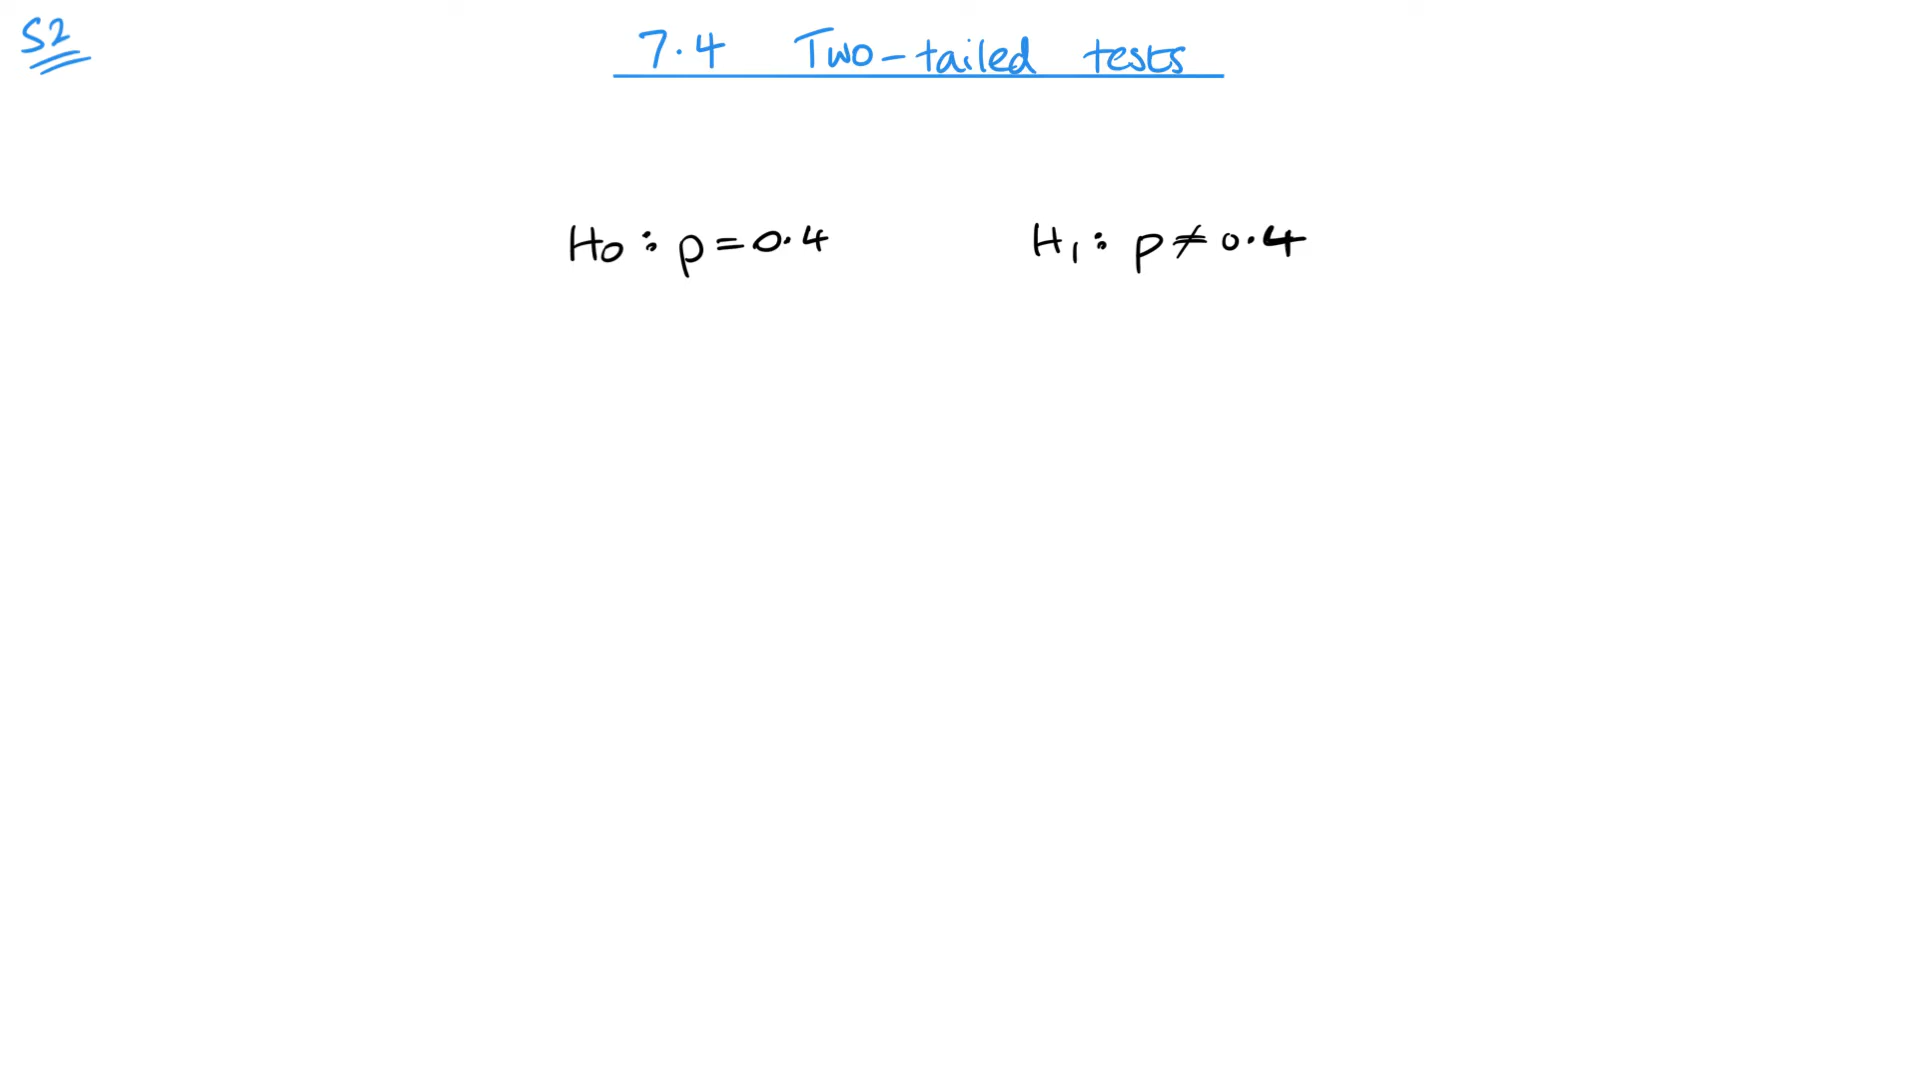 S2
7.4 Two-tailed tests
H₀ : p = 0.4 H₁ : p ≠ 0.4